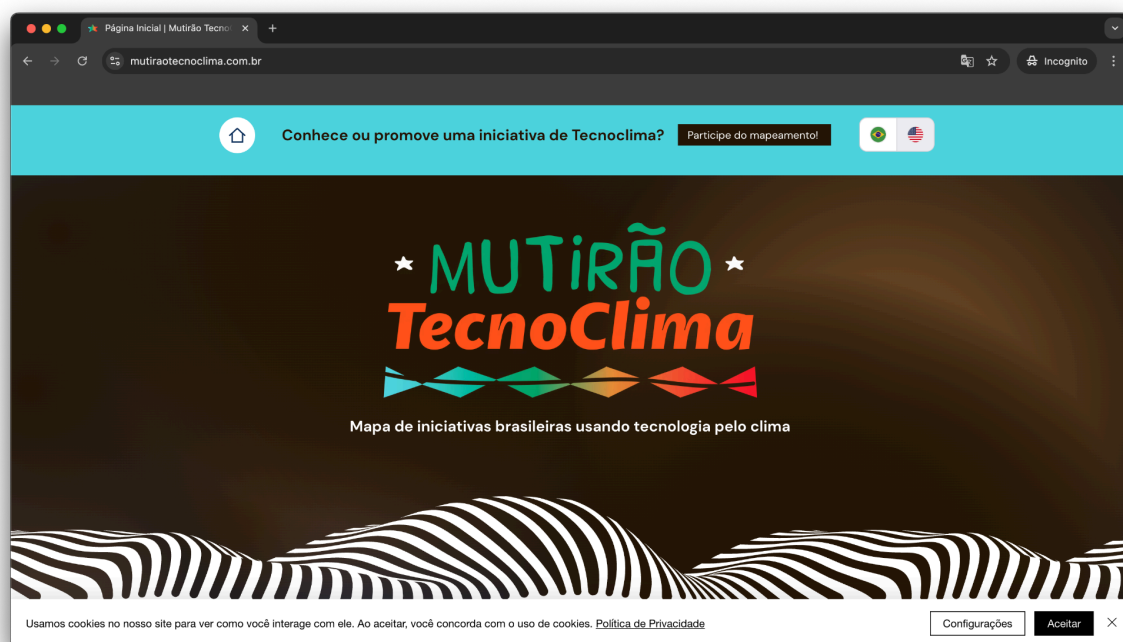 Página Inicial | Mutirão Tecno
mutiraotecnoclima.com.br
Incognito
Conhece ou promove uma iniciativa de Tecnoclima?
Participe do mapeamento!
MUTIRÃO
TecnoClima
Mapa de iniciativas brasileiras usando tecnologia pelo clima
Usamos cookies no nosso site para ver como você interage com ele. Ao aceitar, você concorda com o uso de cookies. Política de Privacidade
Configurações
Aceitar